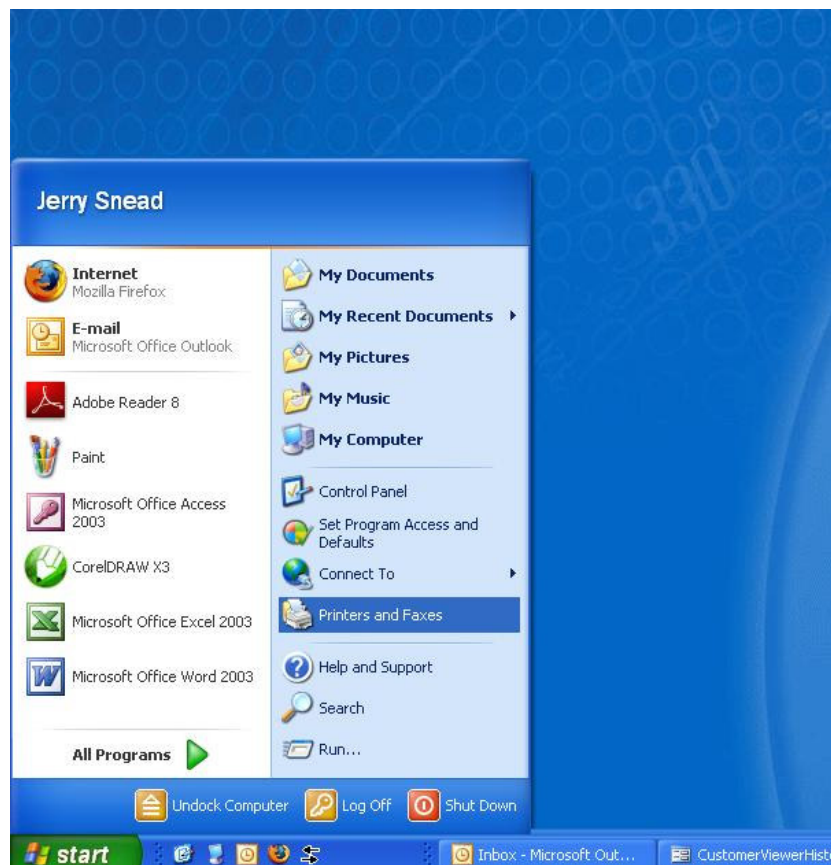 330°
Jerry Snead
Internet
Mozilla Firefox
E-mail
Microsoft Office Outlook
Adobe Reader 8
Paint
Microsoft Office Access
2003
CorelDRAW X3
Microsoft Office Excel 2003
Microsoft Office Word 2003
All Programs
My Documents
My Recent Documents
My Pictures
My Music
My Computer
Control Panel
Set Program Access and
Defaults
Connect To
Printers and Faxes
Help and Support
Search
Run...
Undock Computer
Log Off
Shut Down
start
Inbox - Microsoft Out...
CustomerViewerHist